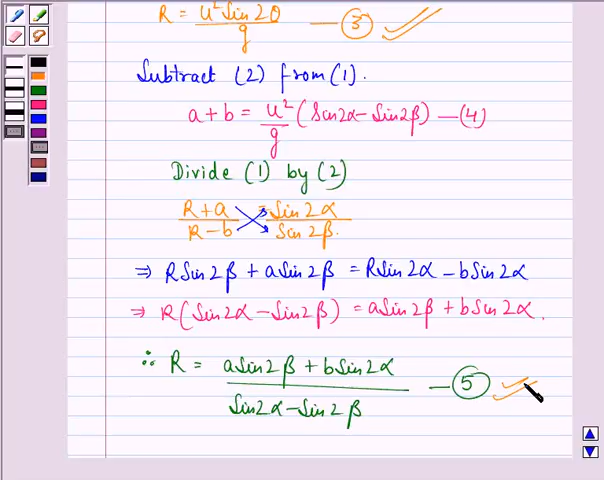 R = u² Sin 2θ / g — (3)
Subtract (2) from (1).
a + b = u²/g (Sin2α – Sin2β) — (4)
Divide (1) by (2)
R + a / R – b = Sin 2α / Sin 2β.
⇒ R Sin 2β + a Sin 2β = R Sin 2α – b Sin 2α
⇒ R (Sin 2α – Sin 2β) = a Sin 2β + b Sin 2α.
∴ R = a Sin 2β + b Sin 2α / Sin 2α – Sin 2β — (5)